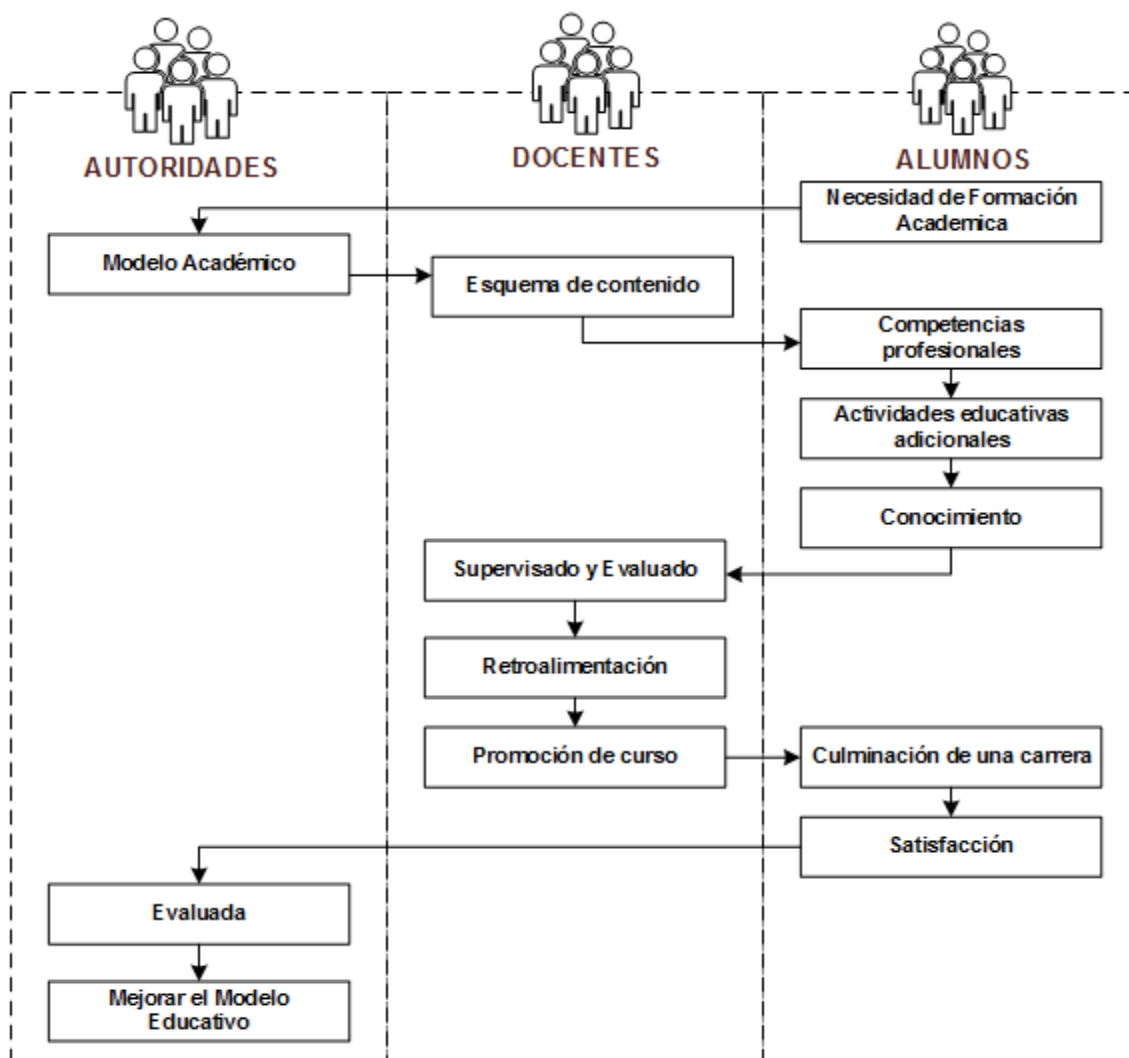 AUTORIDADES
DOCENTES
ALUMNOS
Necesidad de Formación
Academica
Modelo Académico
Esquema de contenido
Competencias
profesionales
Actividades educativas
adicionales
Conocimiento
Supervisado y Evaluado
Retroalimentación
Promoción de curso
Culminación de una carrera
Satisfacción
Evaluada
Mejorar el Modelo
Educativo